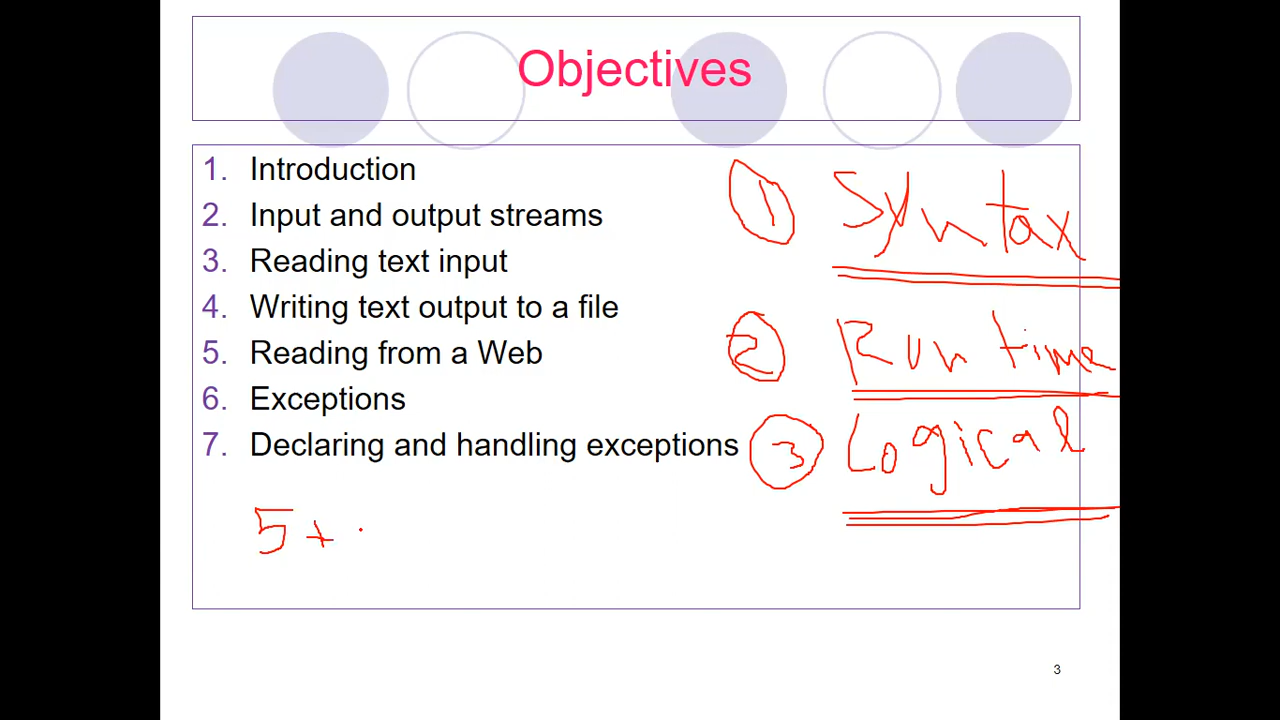 Objectives
1. Introduction
2. Input and output streams
3. Reading text input
4. Writing text output to a file
5. Reading from a Web
6. Exceptions
7. Declaring and handling exceptions
1 Syntax
2 Run time
3 Logical
5 +
3